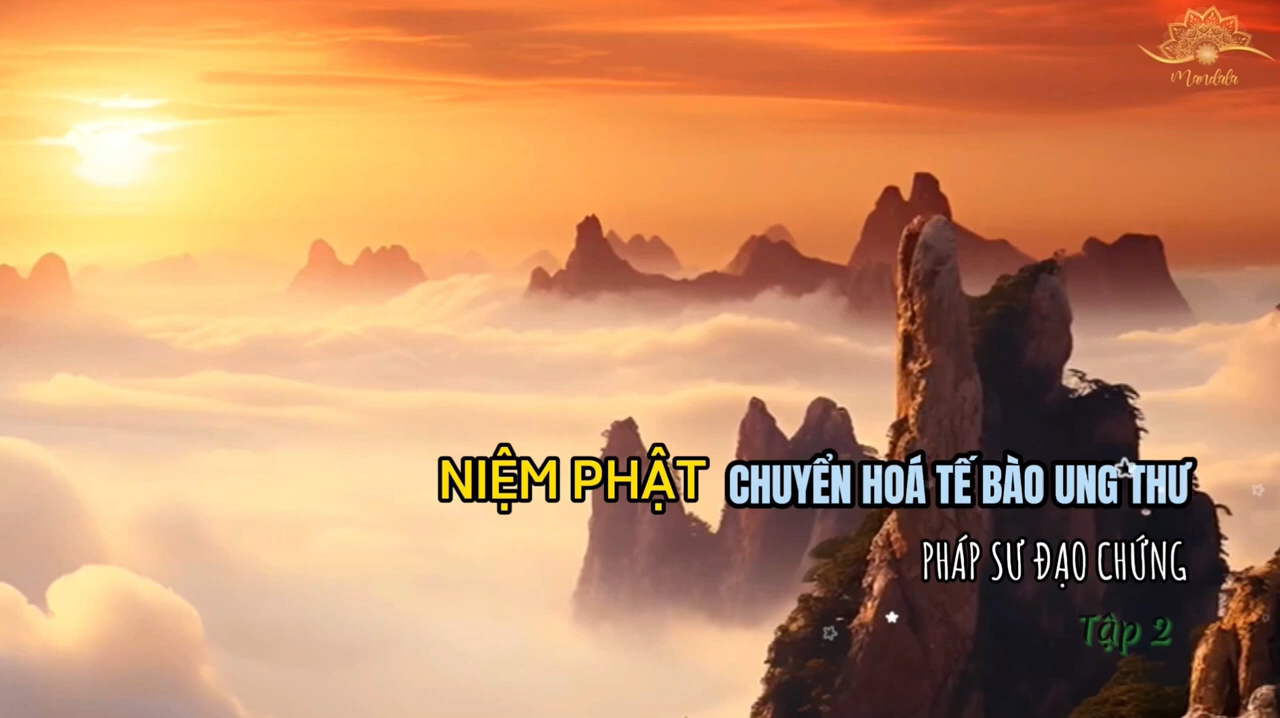 Mandala
NIỆM PHẬT CHUYỂN HOÁ TẾ BÀO UNG THƯ
PHÁP SƯ ĐẠO CHỨNG
Tập 2